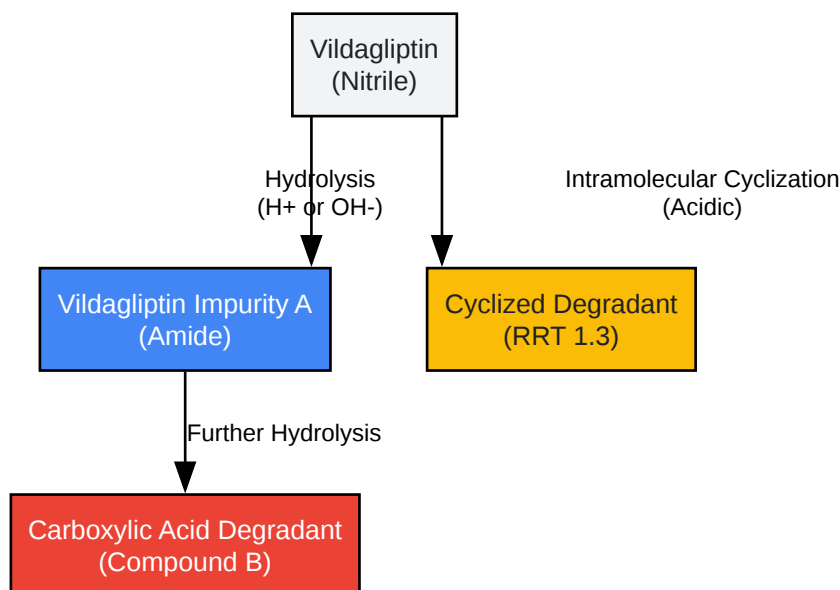 Vildagliptin
(Nitrile)
Hydrolysis
(H+ or OH-)
Intramolecular Cyclization
(Acidic)
Vildagliptin Impurity A
(Amide)
Cyclized Degradant
(RRT 1.3)
Further Hydrolysis
Carboxylic Acid Degradant
(Compound B)